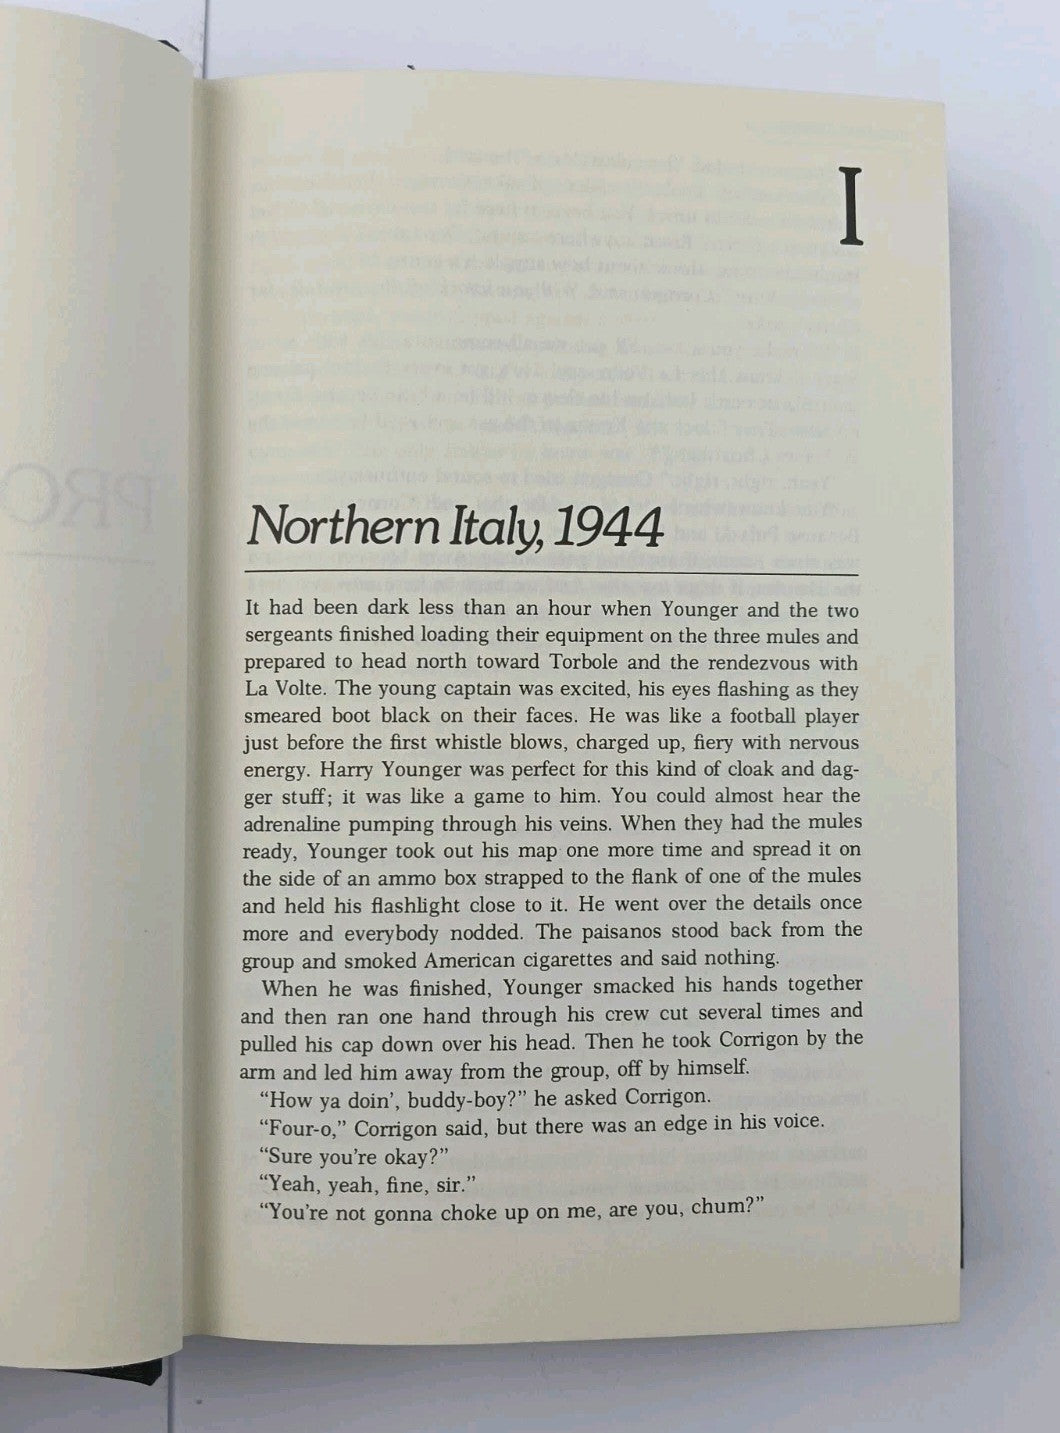 I
Northern Italy, 1944
It had been dark less than an hour when Younger and the two
sergeants finished loading their equipment on the three mules and
prepared to head north toward Torbole and the rendezvous with
La Volte. The young captain was excited, his eyes flashing as they
smeared boot black on their faces. He was like a football player
just before the first whistle blows, charged up, fiery with nervous
energy. Harry Younger was perfect for this kind of cloak and dag-
ger stuff; it was like a game to him. You could almost hear the
adrenaline pumping through his veins. When they had the mules
ready, Younger took out his map one more time and spread it on
the side of an ammo box strapped to the flank of one of the mules
and held his flashlight close to it. He went over the details once
more and everybody nodded. The paisanos stood back from the
group and smoked American cigarettes and said nothing.
When he was finished, Younger smacked his hands together
and then ran one hand through his crew cut several times and
pulled his cap down over his head. Then he took Corrigon by the
arm and led him away from the group, off by himself.
“How ya doin’, buddy-boy?” he asked Corrigon.
“Four-o,” Corrigon said, but there was an edge in his voice.
“Sure you’re okay?”
“Yeah, yeah, fine, sir.”
“You’re not gonna choke up on me, are you, chum?”